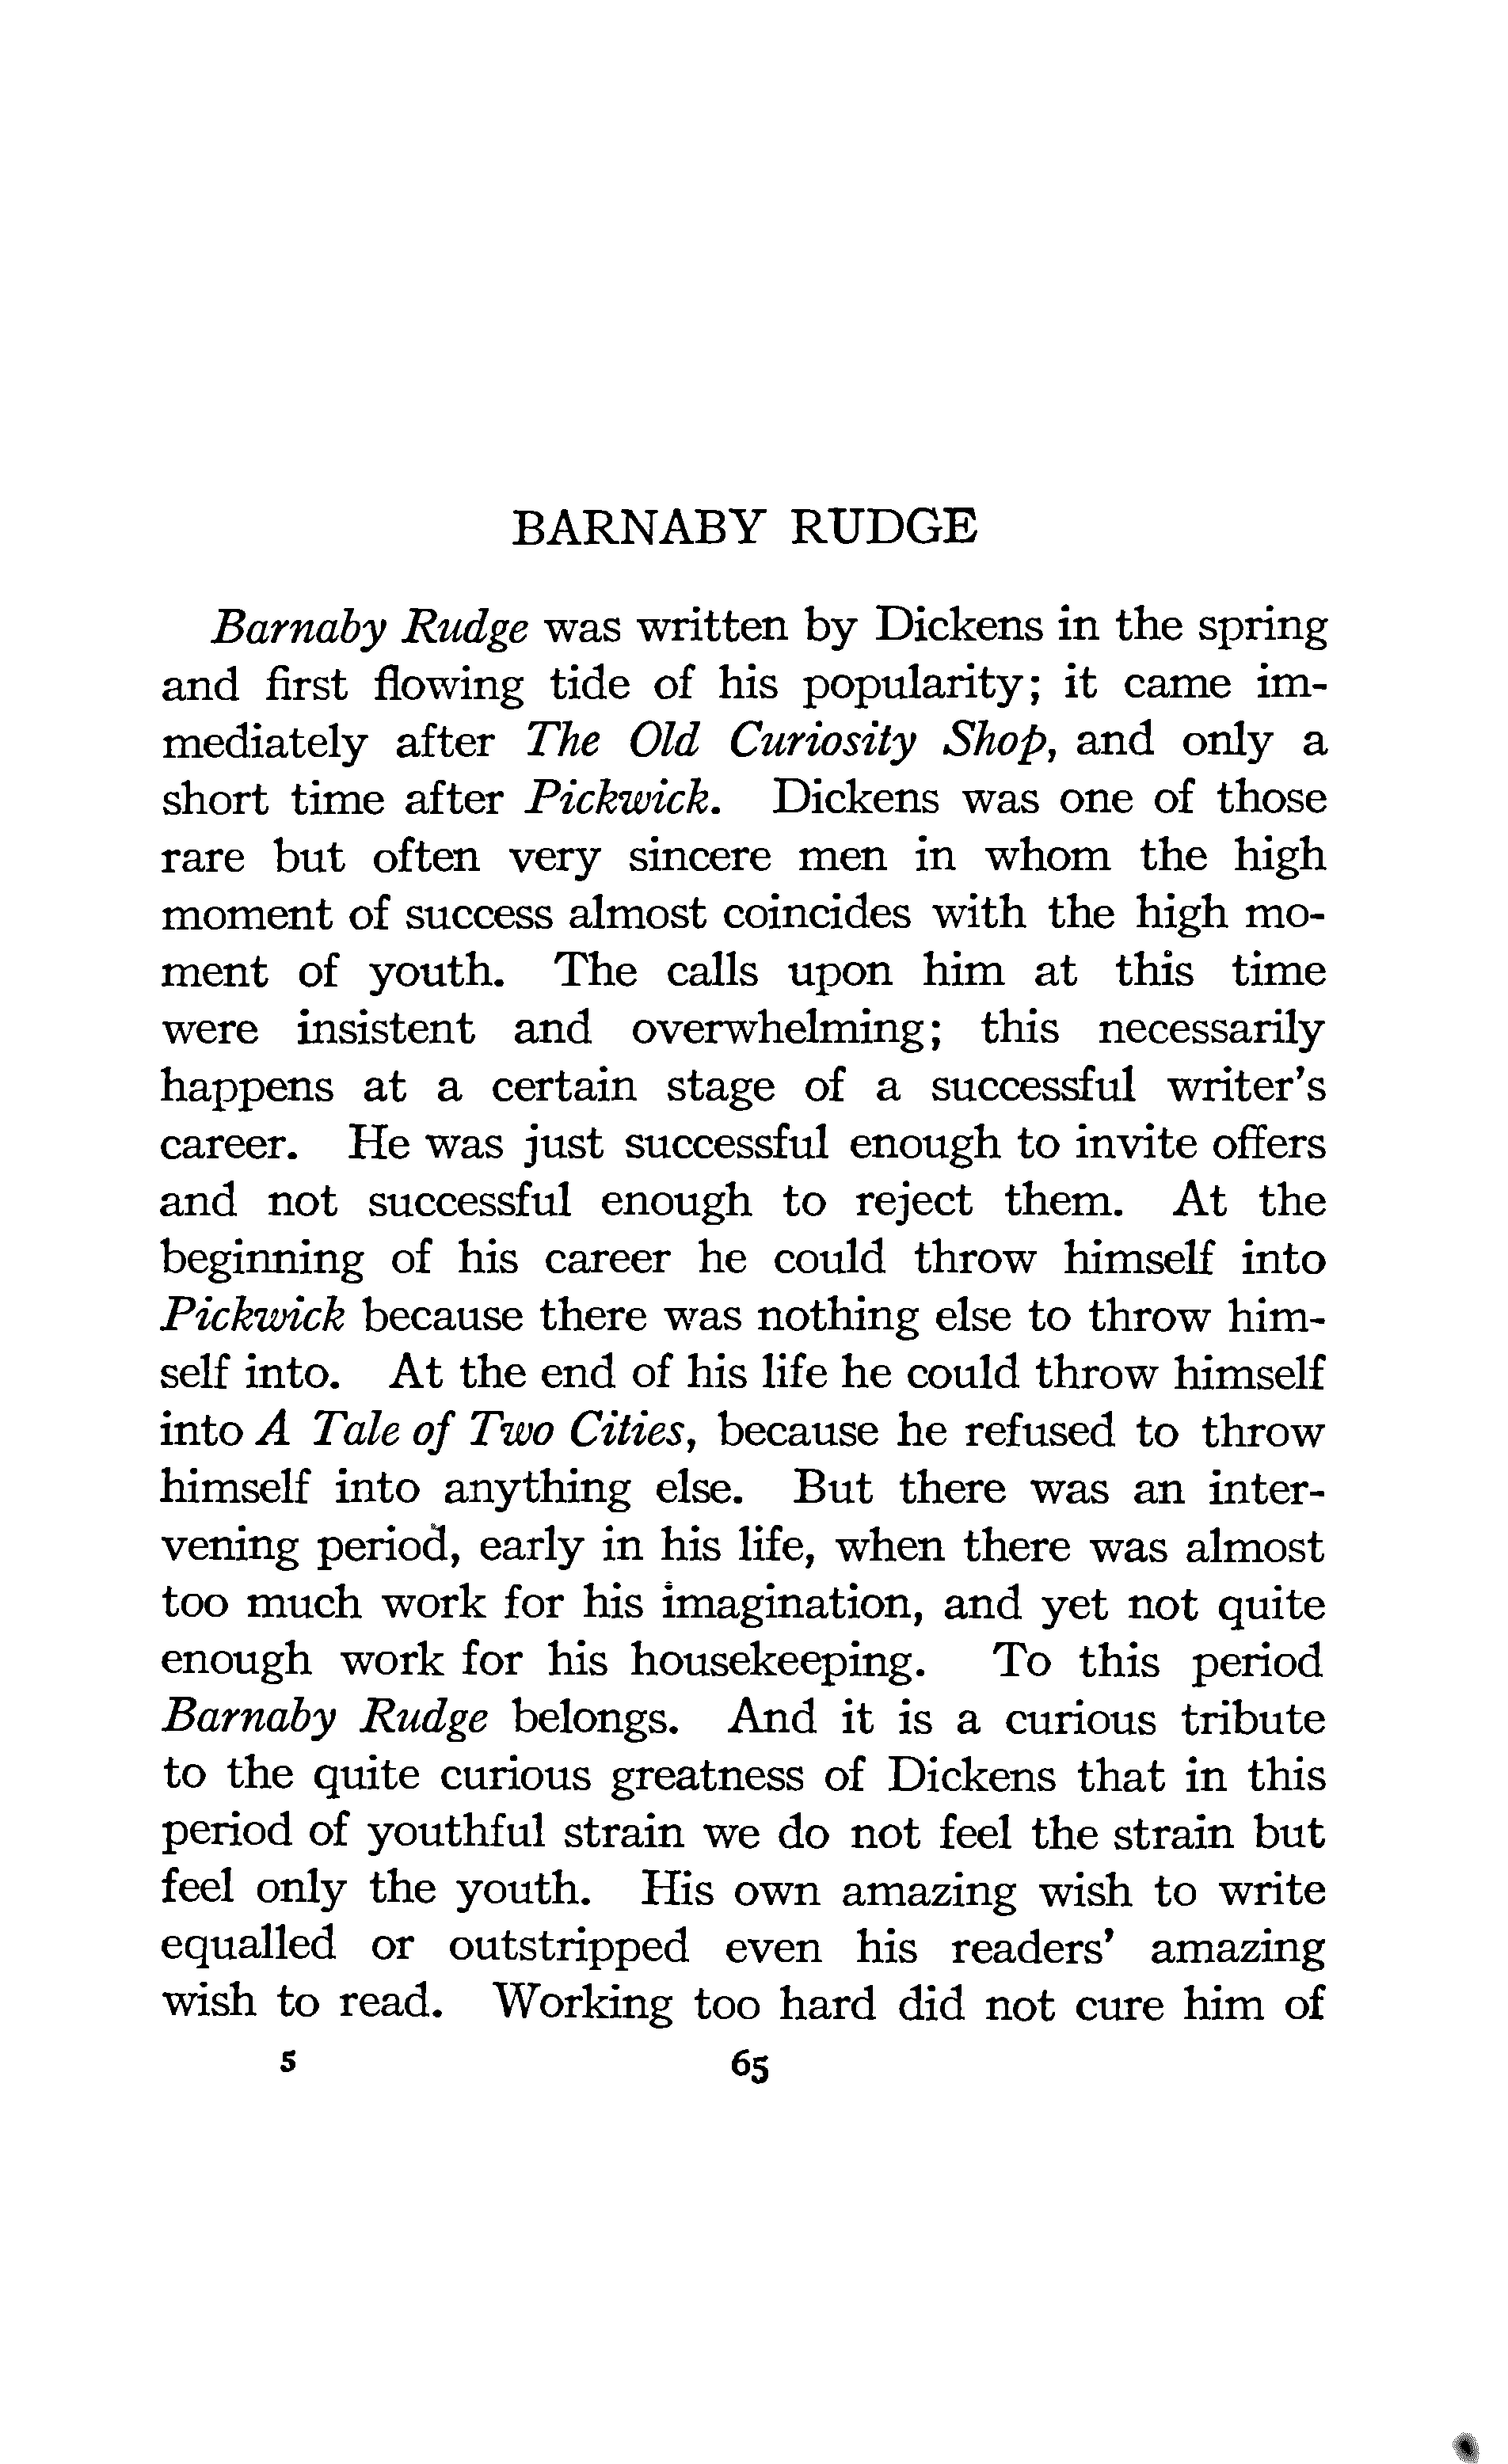 BARNABY RUDGE
Barnaby Rudge was written by Dickens in the spring
and first flowing tide of his popularity; it came im-
mediately after The Old Curiosity Shop, and only a
short time after Pickwick. Dickens was one of those
rare but often very sincere men in whom the high
moment of success almost coincides with the high mo-
ment of youth. The calls upon him at this time
were insistent and overwhelming; this necessarily
happens at a certain stage of a successful writer's
career. He was just successful enough to invite offers
and not successful enough to reject them. At the
beginning of his career he could throw himself into
Pickwick because there was nothing else to throw him-
self into. At the end of his life he could throw himself
into A Tale of Two Cities, because he refused to throw
himself into anything else. But there was an inter-
vening period, early in his life, when there was almost
too much work for his imagination, and yet not quite
enough work for his housekeeping. To this period
Barnaby Rudge belongs. And it is a curious tribute
to the quite curious greatness of Dickens that in this
period of youthful strain we do not feel the strain but
feel only the youth. His own amazing wish to write
equalled or outstripped even his readers' amazing
wish to read. Working too hard did not cure him of
5 65